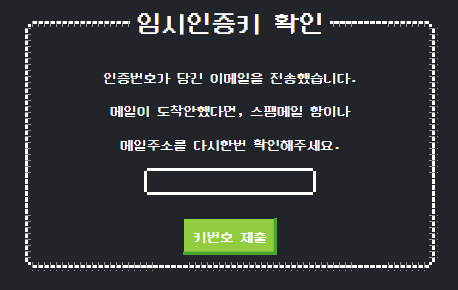 임시인증키 확인
인증번호가 담긴 이메일을 전송했습니다.
메일이 도착안했다면, 스팸메일 함이나
메일주소를 다시한번 확인해주세요.
키번호 제출